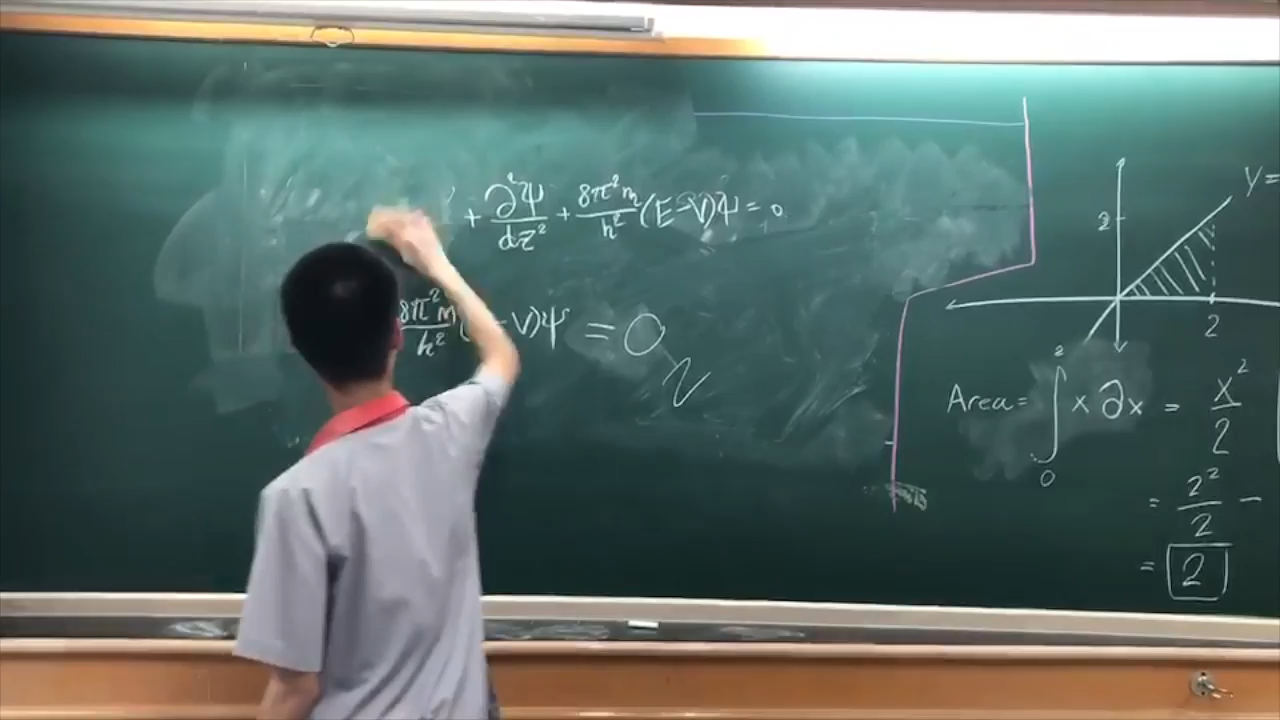 + ∂²Ψ/dz² + 8π²m/h² (E-V)Ψ = 0
8π²m/h² ( -V)Ψ = 0
Y=
2
2
Area= ∫₀² x ∂x = x²/2
= 2²/2 -
= 2